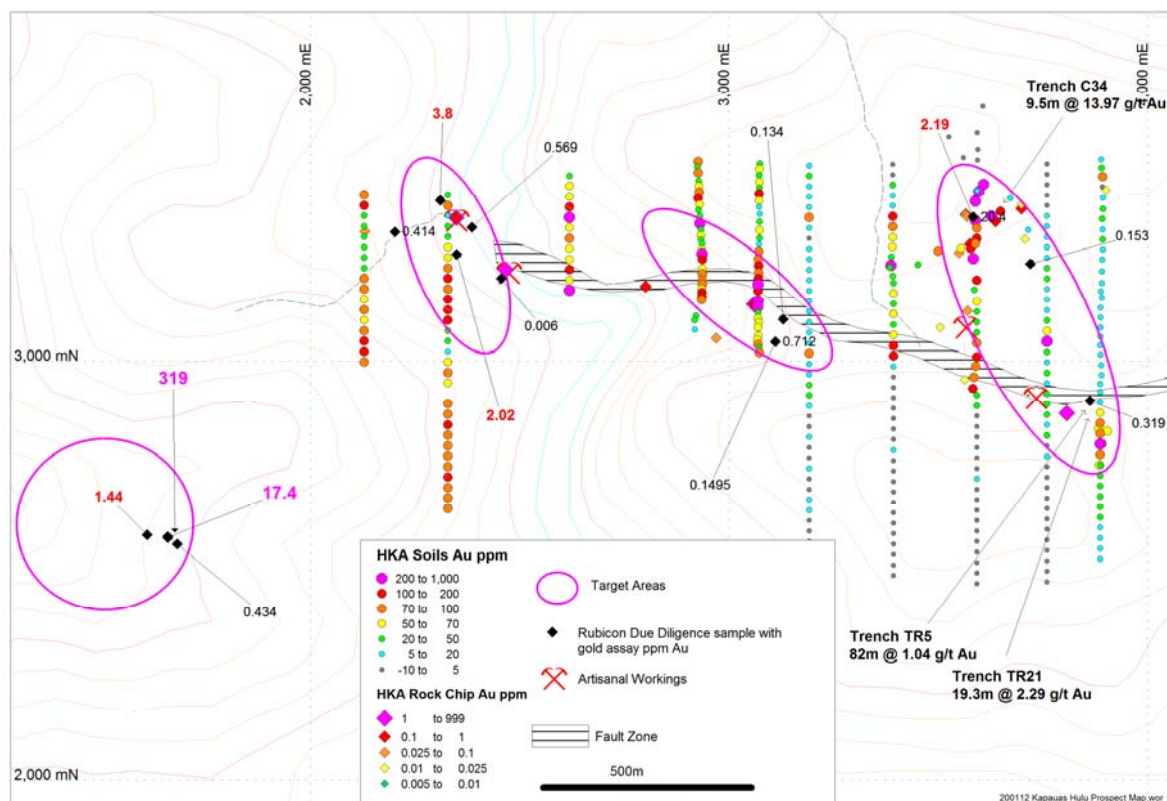 2,000 mE
3,000 mE
4,000 mE
Trench C34
9.5m @ 13.97 g/t Au
3.8
0.569
0.134
2.19
0.414
20.4
0.153
0.006
3,000 mN
0.712
319
2.02
0.319
1.44
17.4
0.1495
0.434
Trench TR5
82m @ 1.04 g/t Au
Trench TR21
19.3m @ 2.29 g/t Au
HKA Soils Au ppm
200 to 1,000
100 to 200
70 to 100
50 to 70
20 to 50
5 to 20
-10 to 5
HKA Rock Chip Au ppm
1 to 999
0.1 to 1
0.025 to 0.1
0.01 to 0.025
0.005 to 0.01
Target Areas
Rubicon Due Diligence sample with
gold assay ppm Au
Artisanal Workings
Fault Zone
500m
2,000 mN
200112 Kapauas Hulu Prospect Map.wor